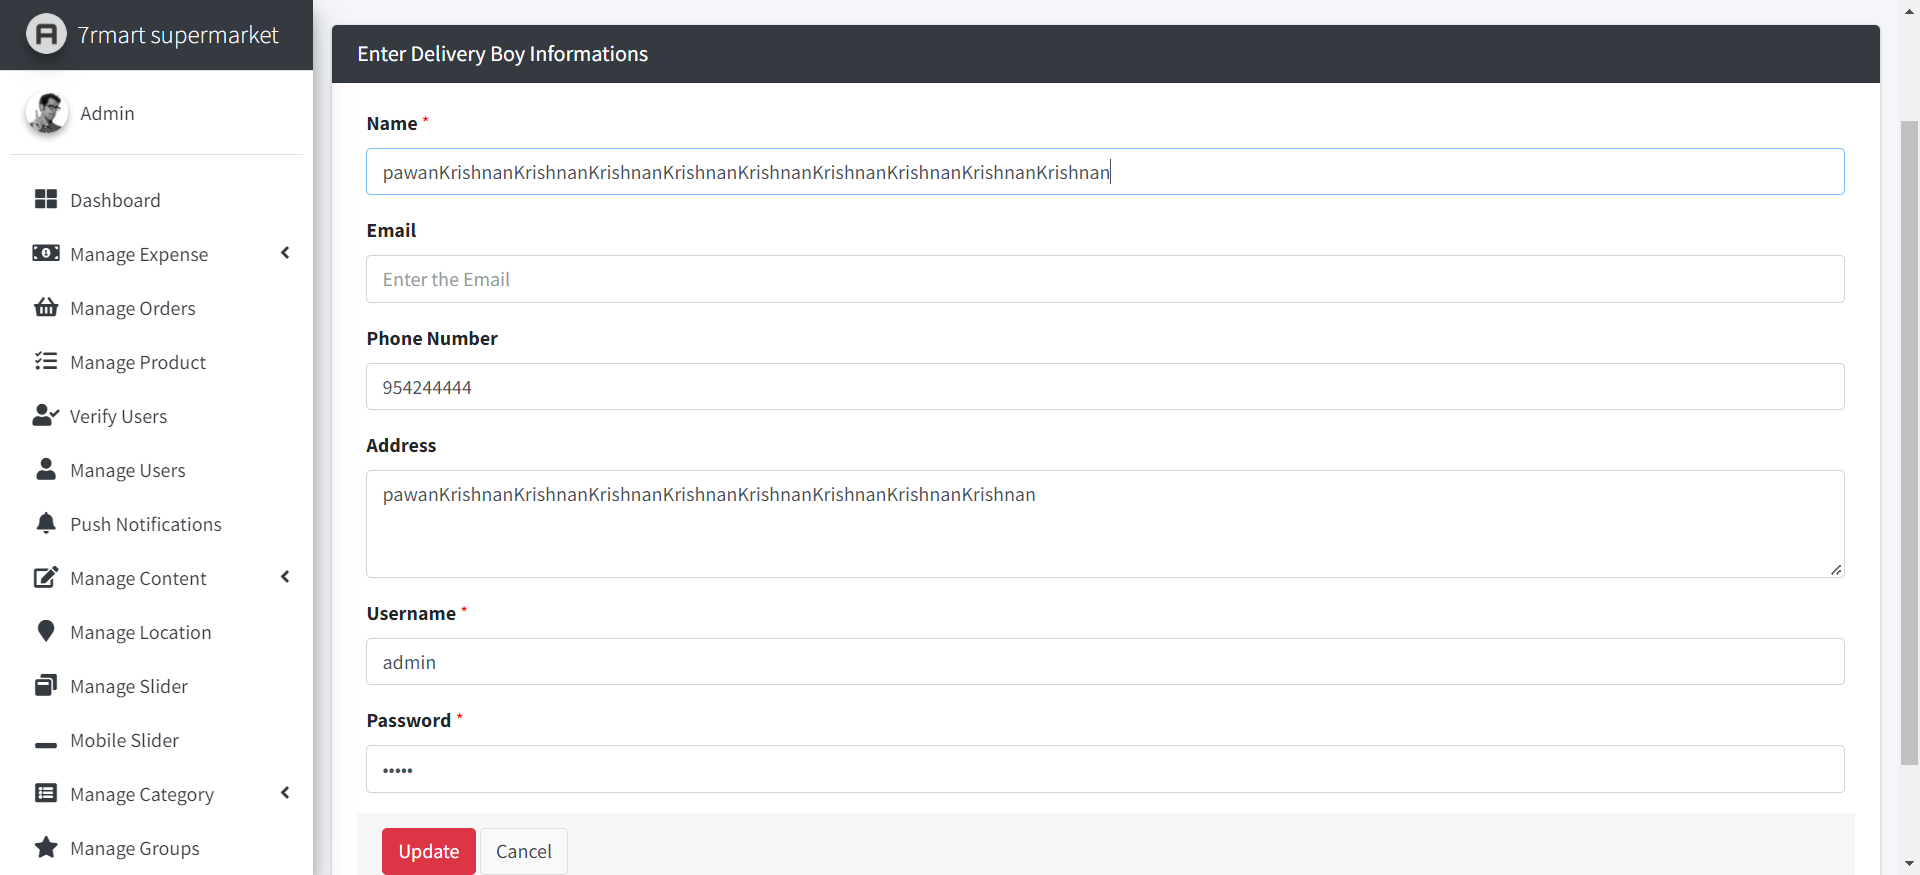 7rmart supermarket
Admin
Dashboard
Manage Expense
Manage Orders
Manage Product
Verify Users
Manage Users
Push Notifications
Manage Content
Manage Location
Manage Slider
Mobile Slider
Manage Category
Manage Groups
Enter Delivery Boy Informations
Name *
pawanKrishnanKrishnanKrishnanKrishnanKrishnanKrishnanKrishnanKrishnanKrishnan
Email
Enter the Email
Phone Number
954244444
Address
pawanKrishnanKrishnanKrishnanKrishnanKrishnanKrishnanKrishnanKrishnan
Username *
admin
Password *
•••••
Update Cancel